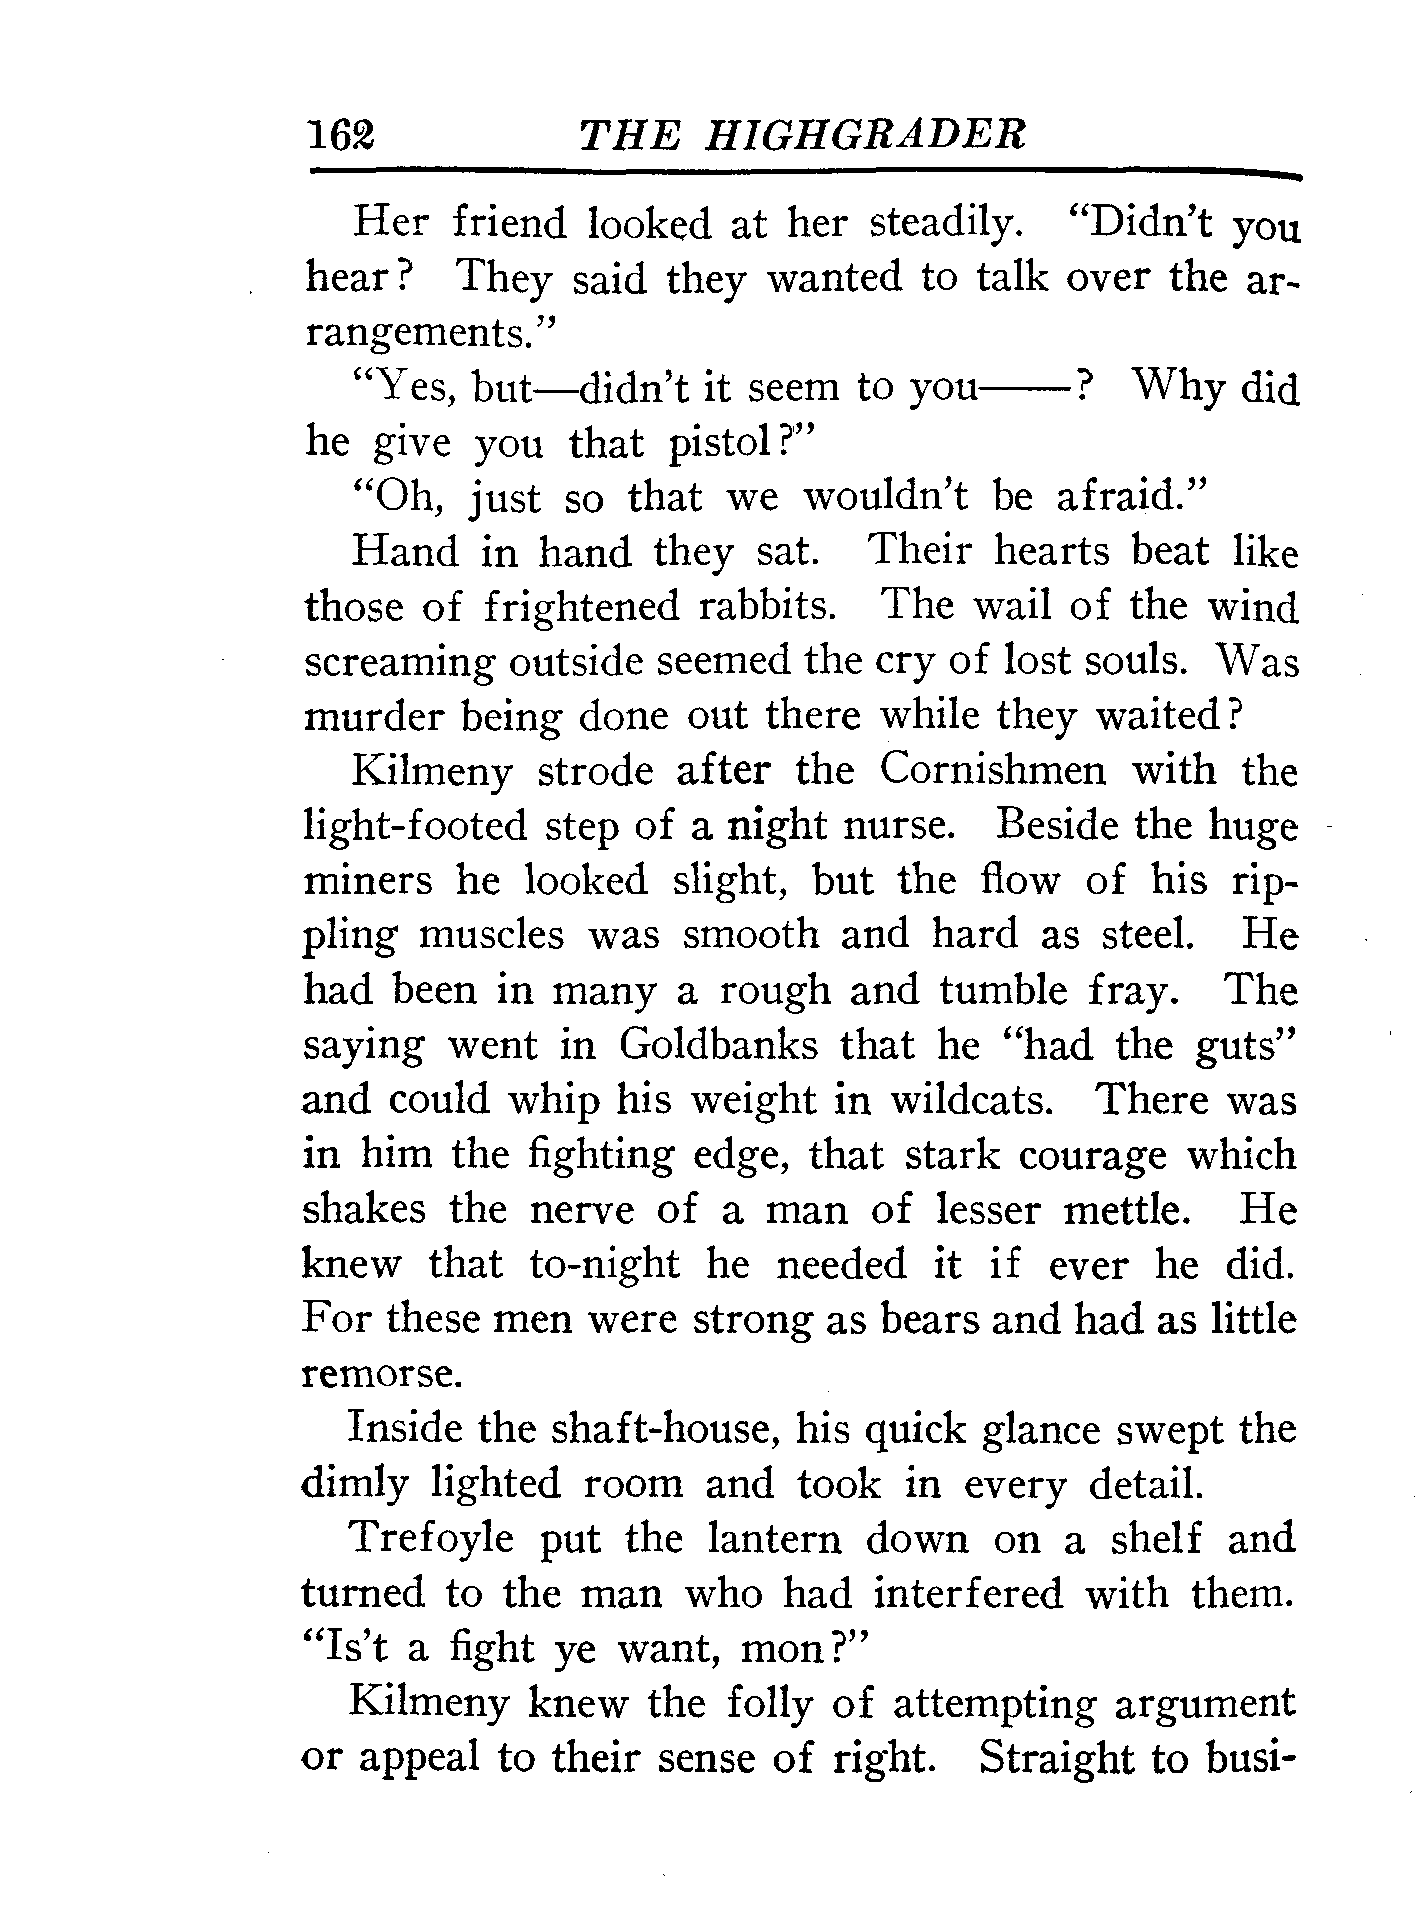 162 THE HIGHGRADER
Her friend looked at her steadily. “Didn’t you
hear? They said they wanted to talk over the ar-
rangements.”
“Yes, but—didn’t it seem to you——? Why did
he give you that pistol?”
“Oh, just so that we wouldn’t be afraid.”
Hand in hand they sat. Their hearts beat like
those of frightened rabbits. The wail of the wind
screaming outside seemed the cry of lost souls. Was
murder being done out there while they waited?
Kilmeny strode after the Cornishmen with the
light-footed step of a night nurse. Beside the huge
miners he looked slight, but the flow of his rip-
pling muscles was smooth and hard as steel. He
had been in many a rough and tumble fray. The
saying went in Goldbanks that he “had the guts”
and could whip his weight in wildcats. There was
in him the fighting edge, that stark courage which
shakes the nerve of a man of lesser mettle. He
knew that to-night he needed it if ever he did.
For these men were strong as bears and had as little
remorse.
Inside the shaft-house, his quick glance swept the
dimly lighted room and took in every detail.
Trefoyle put the lantern down on a shelf and
turned to the man who had interfered with them.
“Is’t a fight ye want, mon?”
Kilmeny knew the folly of attempting argument
or appeal to their sense of right. Straight to busi-